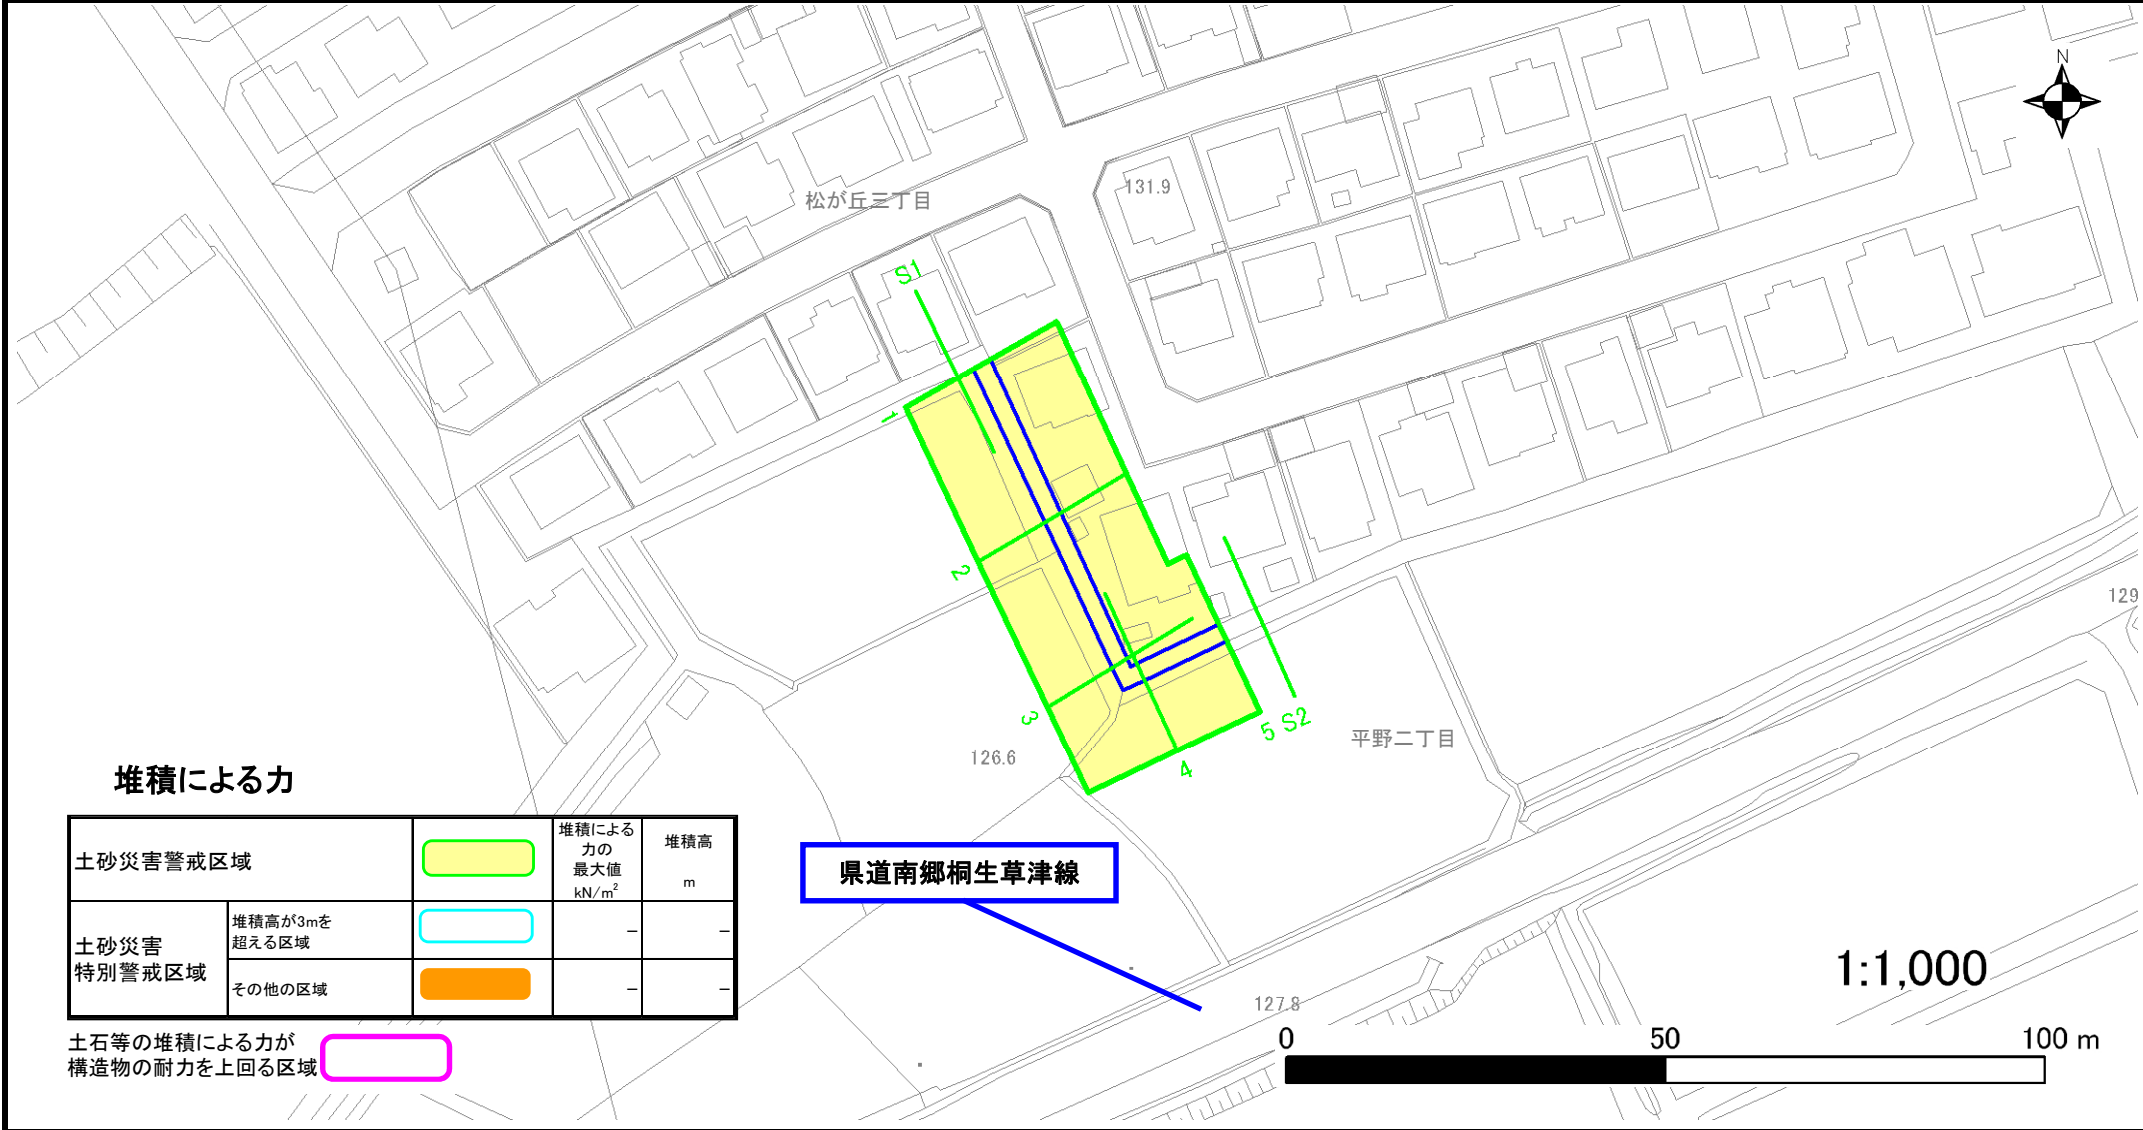 N
松が丘三丁目
131.9
S1
1
2
3
4
5 S2
129
126.6
平野二丁目
127.8
県道南郷桐生草津線
堆積による力
土砂災害警戒区域
堆積による
力の
最大値
kN/m²
堆積高
m
土砂災害
特別警戒区域
堆積高が3mを
超える区域
–
–
その他の区域
–
–
土石等の堆積による力が
構造物の耐力を上回る区域
1:1,000
0 50 100 m